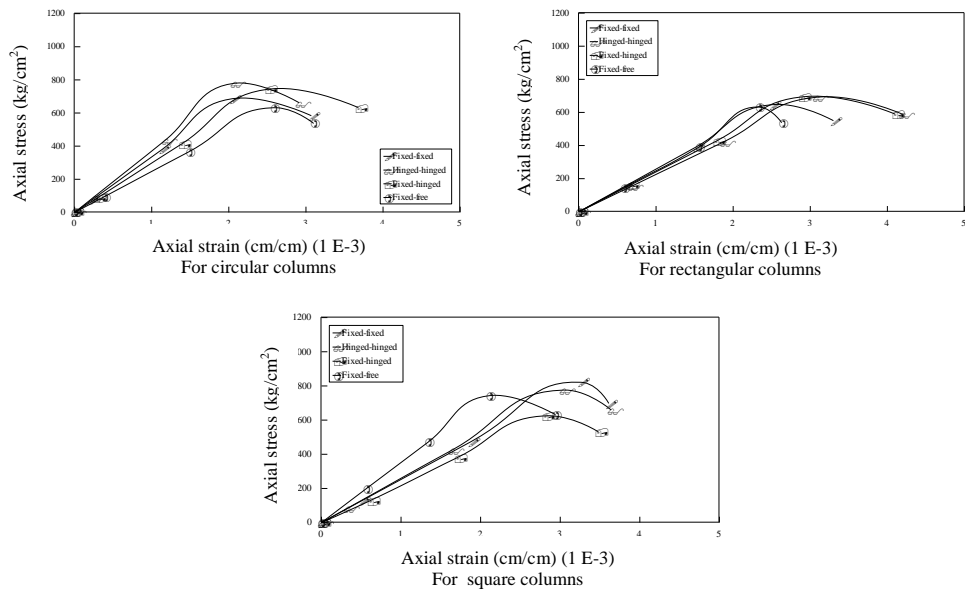 Axial stress (kg/cm²)
1200
1000
800
600
400
200
0
0 1 2 3 4 5
Fixed-fixed
Hinged-hinged
Fixed-hinged
Fixed-free
Axial strain (cm/cm) (1 E-3)
For circular columns
Axial stress (kg/cm²)
1200
1000
800
600
400
200
0
0 1 2 3 4 5
Fixed-fixed
Hinged-hinged
Fixed-hinged
Fixed-free
Axial strain (cm/cm) (1 E-3)
For rectangular columns
Axial stress (kg/cm²)
1200
000
800
600
400
200
0
0 1 2 3 4 5
Fixed-fixed
Hinged-hinged
Fixed-hinged
Fixed-free
Axial strain (cm/cm) (1 E-3)
For square columns